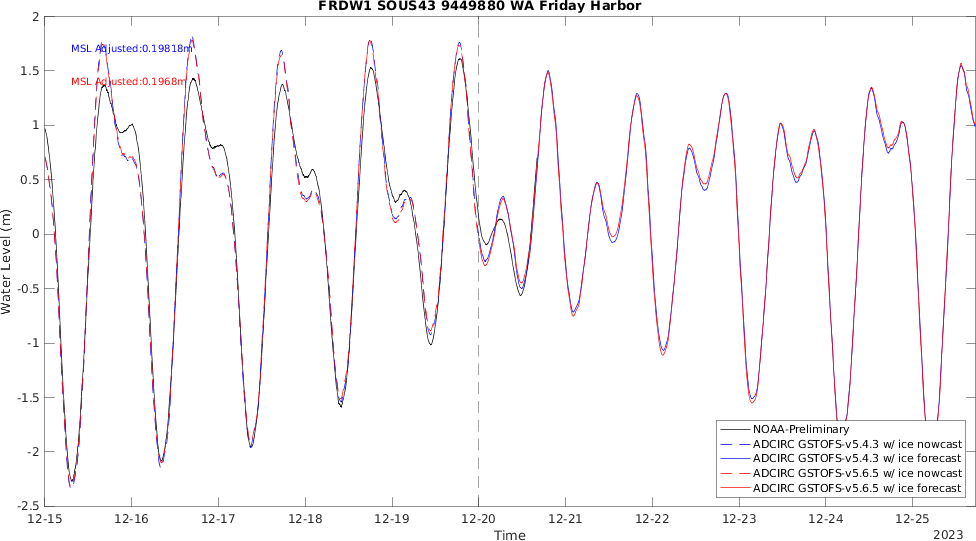 FRDW1 SOUS43 9449880 WA Friday Harbor
MSL Adjusted:0.19818m
MSL Adjusted:0.1968m
Water Level (m)
2
1.5
1
0.5
0
-0.5
-1
-1.5
-2
-2.5
NOAA-Preliminary
ADCIRC GSTOFS-v5.4.3 w/ ice nowcast
ADCIRC GSTOFS-v5.4.3 w/ ice forecast
ADCIRC GSTOFS-v5.6.5 w/ ice nowcast
ADCIRC GSTOFS-v5.6.5 w/ ice forecast
12-15 12-16 12-17 12-18 12-19 12-20 12-21 12-22 12-23 12-24 12-25
Time
2023